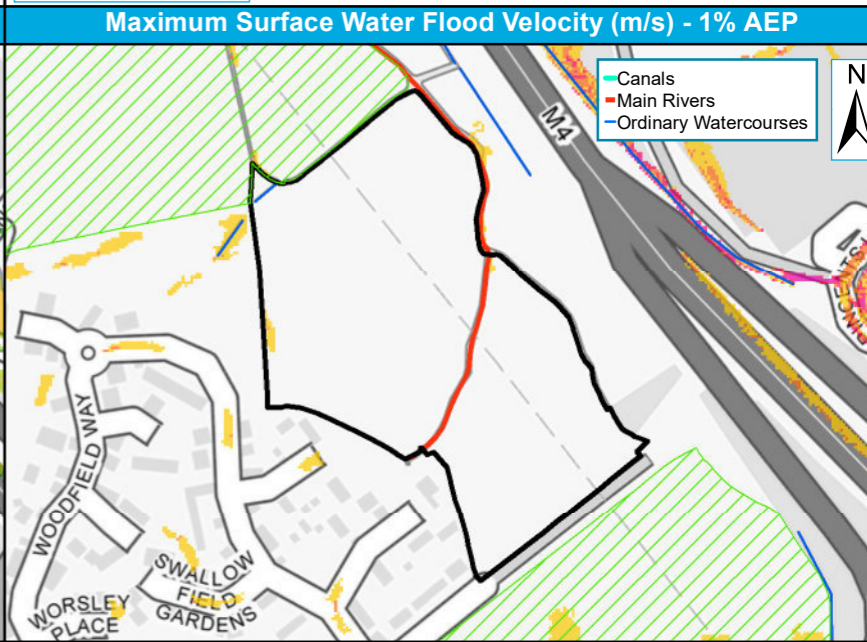 Maximum Surface Water Flood Velocity (m/s) - 1% AEP
Canals
Main Rivers
Ordinary Watercourses
N
M4
WOODFIELD WAY
SWALLOW
FIELD
GARDENS
WORSLEY
PLACE